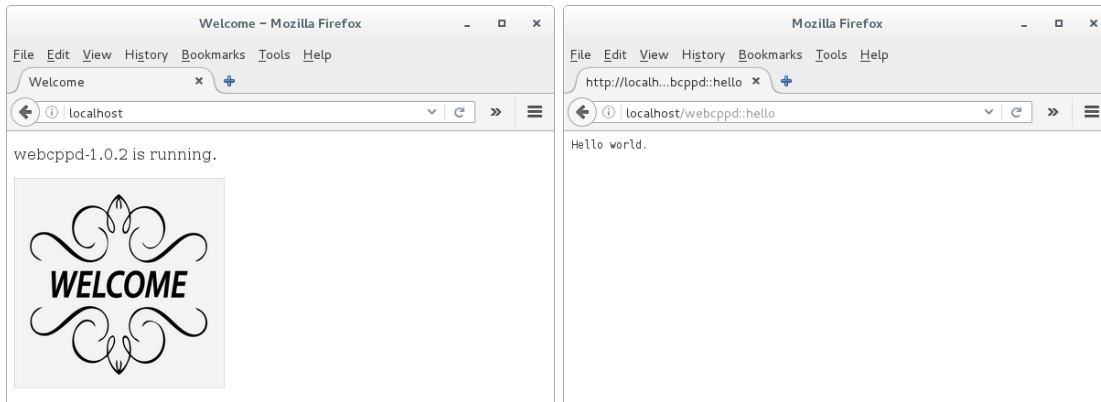 Welcome – Mozilla Firefox
File Edit View History Bookmarks Tools Help
Welcome
localhost
webcppd-1.0.2 is running.
WELCOME
Mozilla Firefox
File Edit View History Bookmarks Tools Help
http://localh...bcppd::hello
localhost/webcppd::hello
Hello world.